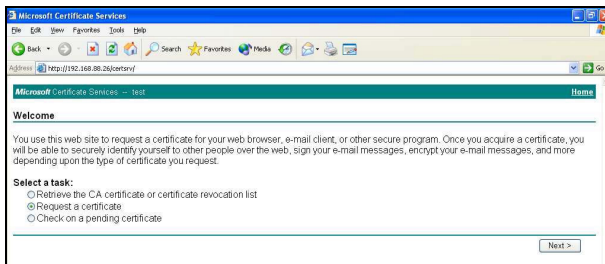 Microsoft Certificate Services
File Edit View Favorites Tools Help
Back Search Favorites Media
Address http://192.168.88.26/certsrv/ Go
Microsoft Certificate Services -- test Home
Welcome
You use this web site to request a certificate for your web browser, e-mail client, or other secure program. Once you acquire a certificate, you
will be able to securely identify yourself to other people over the web, sign your e-mail messages, encrypt your e-mail messages, and more
depending upon the type of certificate you request.
Select a task:
Retrieve the CA certificate or certificate revocation list
Request a certificate
Check on a pending certificate
Next >